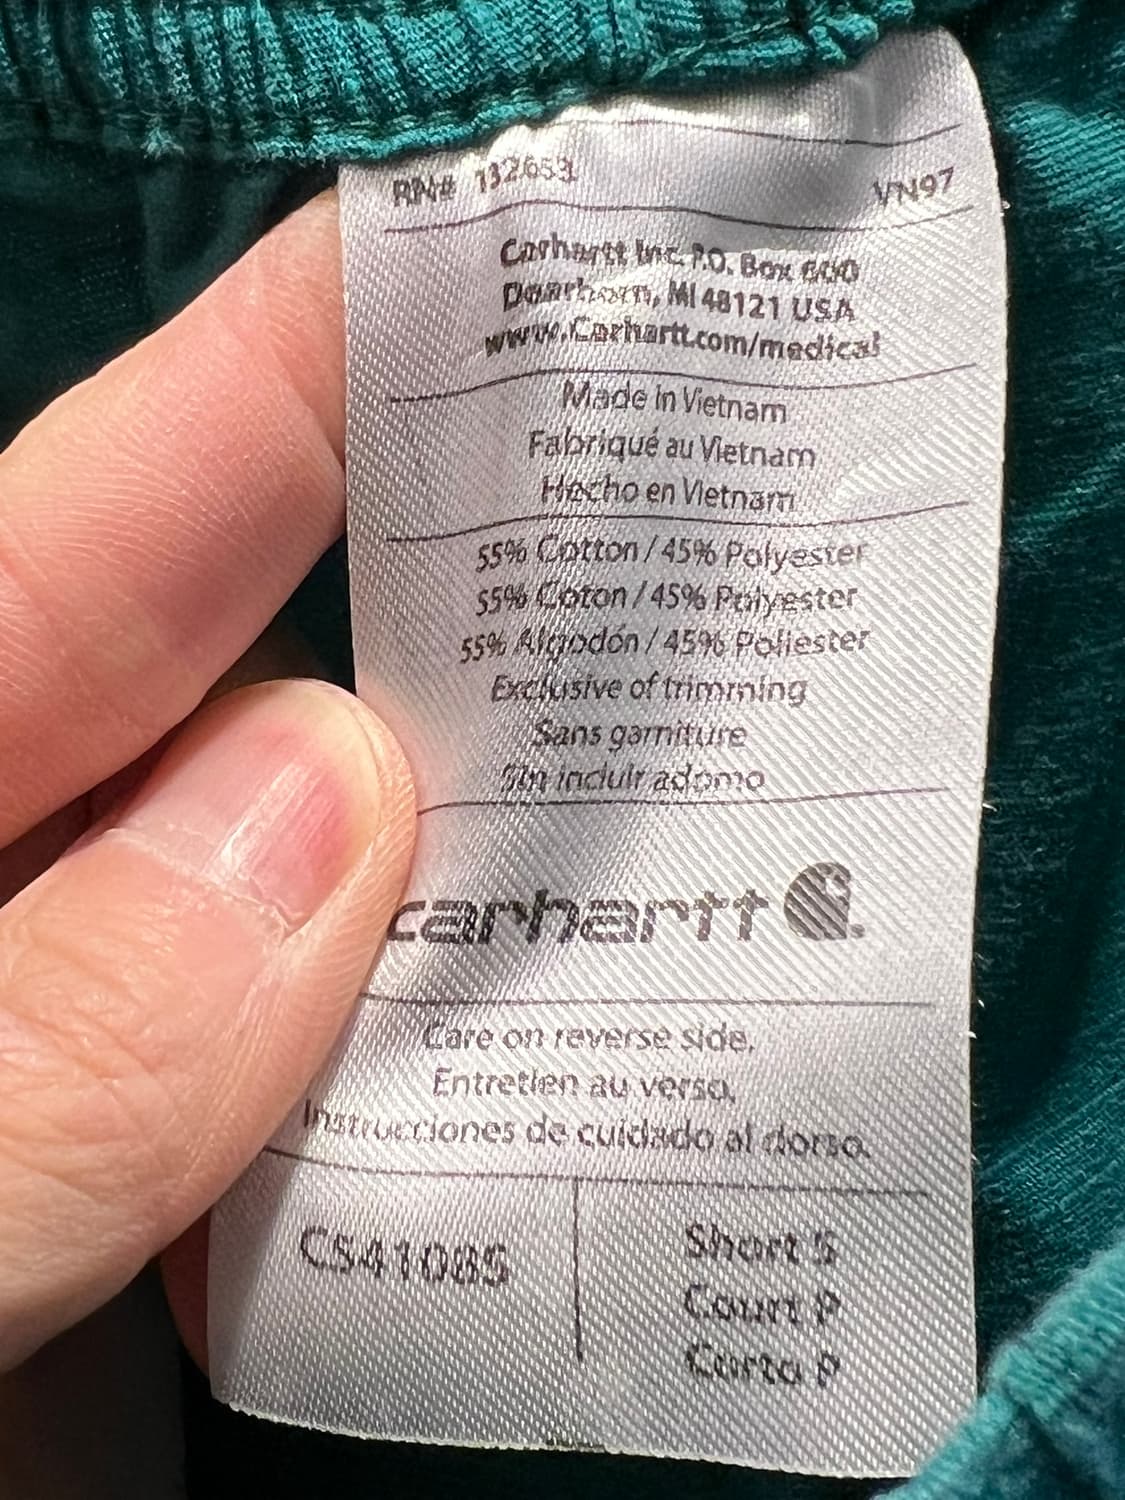 RN# 132653
VN97
Carhartt Inc. P.O. Box 600
Dearborn, MI 48121 USA
www.Carhartt.com/medical
Made in Vietnam
Fabriqué au Vietnam
Hecho en Vietnam
55% Cotton / 45% Polyester
55% Coton / 45% Polyester
55% Algodón / 45% Poliester
Exclusive of trimming
Sans garniture
Sin incluir adorno
carhartt
Care on reverse side.
Entretien au verso.
Instrucciones de cuidado al dorso.
C54108S
Short S
Court P
Corto P